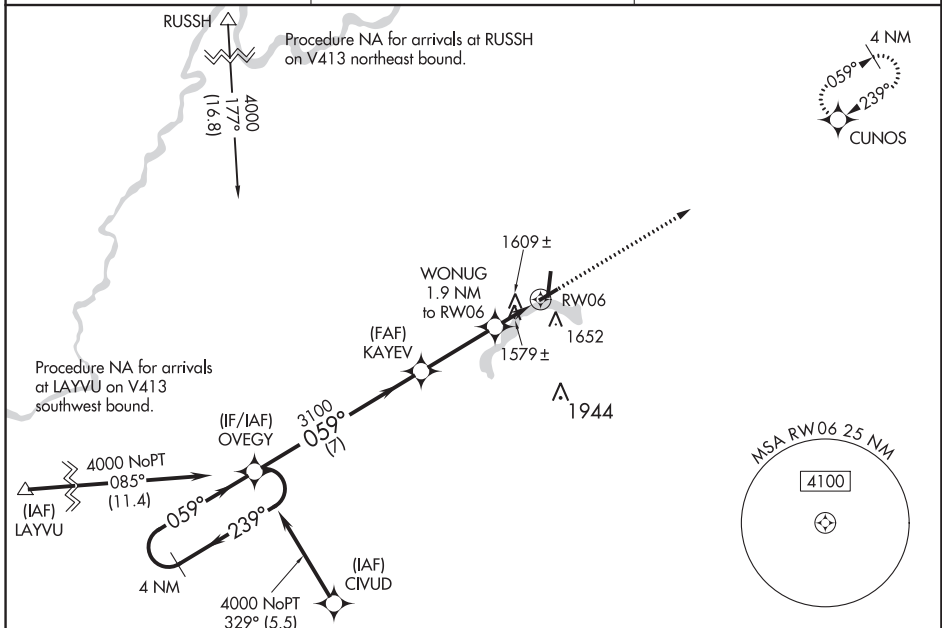 RUSSH
Procedure NA for arrivals at RUSSH
on V413 northeast bound.
4000
177°
(16.8)
4 NM
059°
239°
CUNOS
1609±
WONUG
1.9 NM
to RW06
RW06
1652
1579±
(FAF)
KAYEV
1944
Procedure NA for arrivals
at LAYVU on V413
southwest bound.
(IF/IAF)
OVEGY
3100
059°
(7)
4000 NoPT
085°
(11.4)
(IAF)
LAYVU
059°
239°
4 NM
(IAF)
CIVUD
4000 NoPT
329° (5.5)
MSA RW06 25 NM
4100